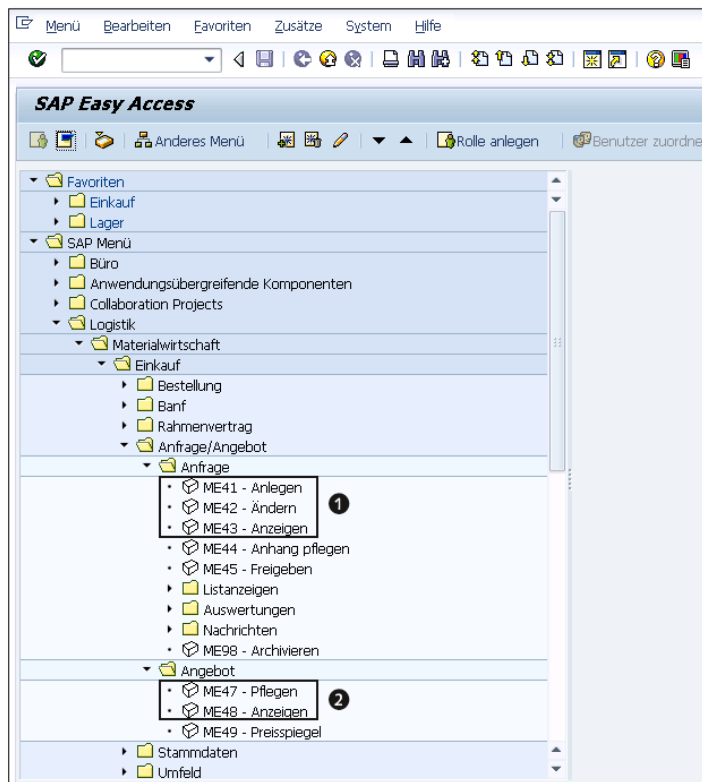 Menü Bearbeiten Favoriten Zusätze System Hilfe
SAP Easy Access
Anderes Menü Rolle anlegen Benutzer zuordne
Favoriten
Einkauf
Lager
SAP Menü
Büro
Anwendungsübergreifende Komponenten
Collaboration Projects
Logistik
Materialwirtschaft
Einkauf
Bestellung
Banf
Rahmenvertrag
Anfrage/Angebot
Anfrage
ME41 - Anlegen
ME42 - Ändern
1
ME43 - Anzeigen
ME44 - Anhang pflegen
ME45 - Freigeben
Listanzeigen
Auswertungen
Nachrichten
ME98 - Archivieren
Angebot
ME47 - Pflegen
2
ME48 - Anzeigen
ME49 - Preisspiegel
Stammdaten
Umfeld